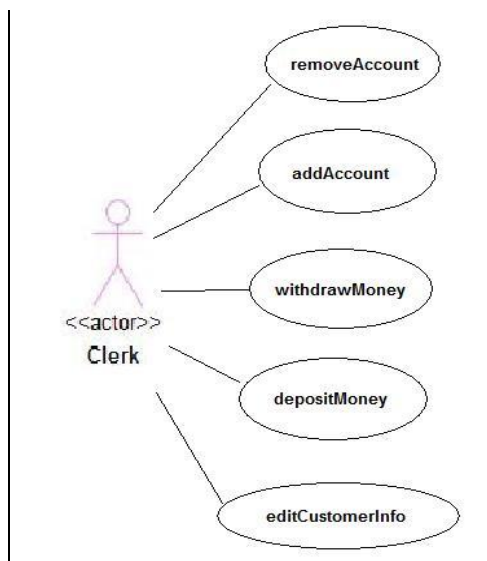 removeAccount
addAccount
withdrawMoney
<<actor>>
Clerk
depositMoney
editCustomerInfo